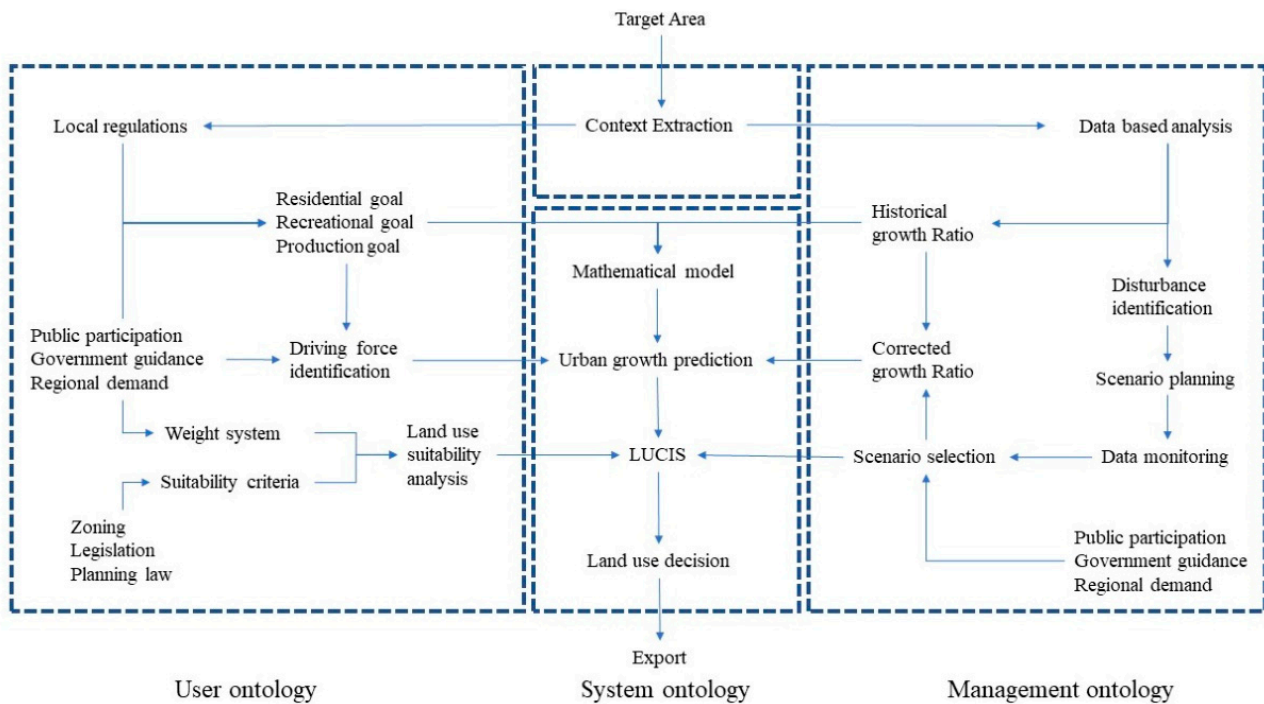 Target Area
Local regulations
Context Extraction
Data based analysis
Residential goal
Recreational goal
Production goal
Historical
growth Ratio
Mathematical model
Disturbance
identification
Public participation
Government guidance
Regional demand
Driving force
identification
Urban growth prediction
Corrected
growth Ratio
Scenario planning
Weight system
Land use
suitability
analysis
LUCIS
Scenario selection
Data monitoring
Suitability criteria
Zoning
Legislation
Planning law
Land use decision
Public participation
Government guidance
Regional demand
Export
User ontology
System ontology
Management ontology